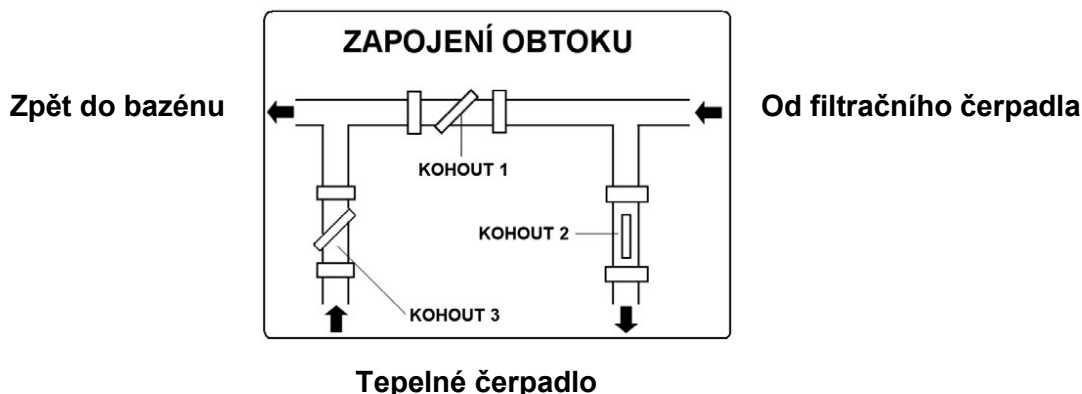 ZAPOJENÍ OBTOKU
Zpět do bazénu
Od filtračního čerpadla
KOHOUT 1
KOHOUT 2
KOHOUT 3
Tepelné čerpadlo